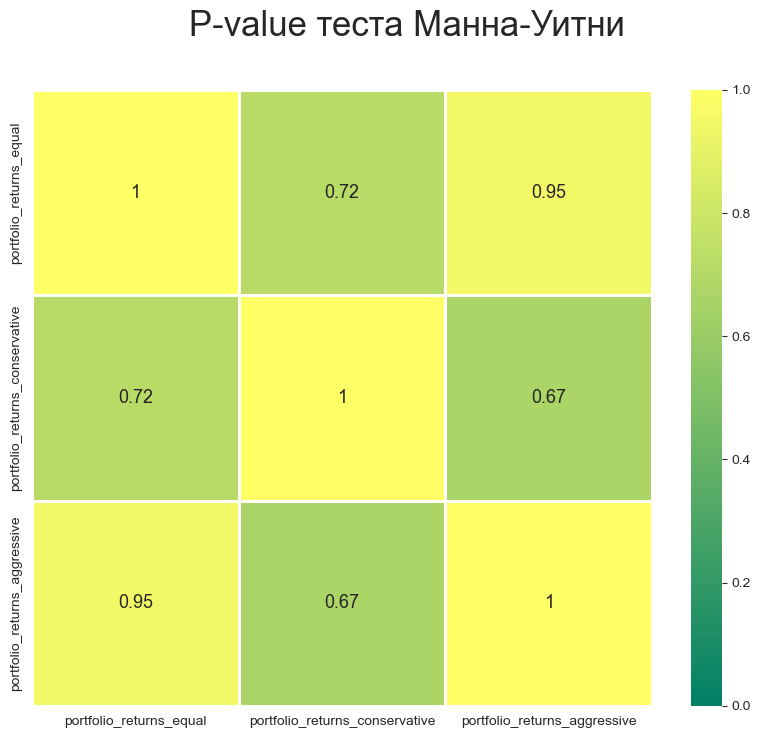 P-value теста Манна-Уитни
portfolio_returns_equal
1
0.72
0.95
portfolio_returns_conservative
0.72
1
0.67
portfolio_returns_aggressive
0.95
0.67
1
portfolio_returns_equal
portfolio_returns_conservative
portfolio_returns_aggressive
1.0
0.8
0.6
0.4
0.2
0.0